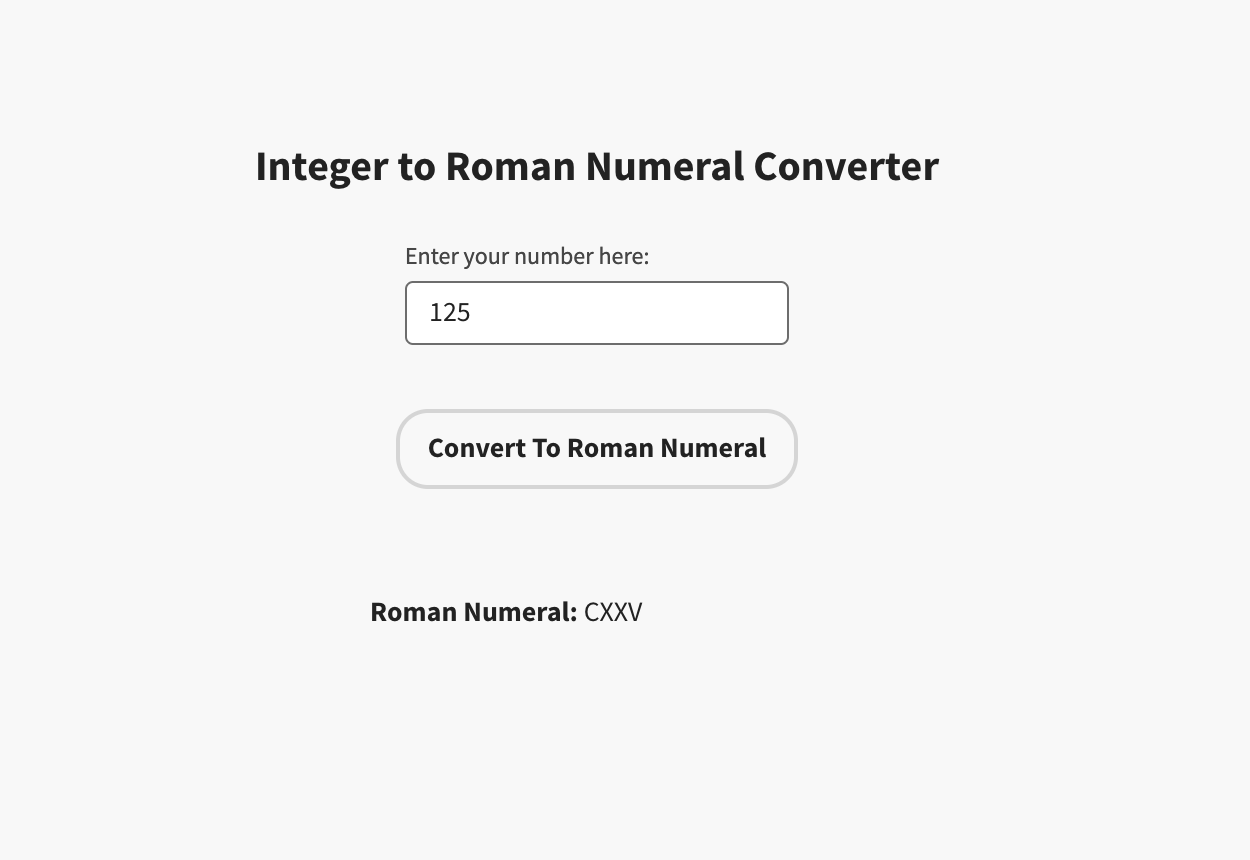 Integer to Roman Numeral Converter
Enter your number here:
125
Convert To Roman Numeral
Roman Numeral: CXXV